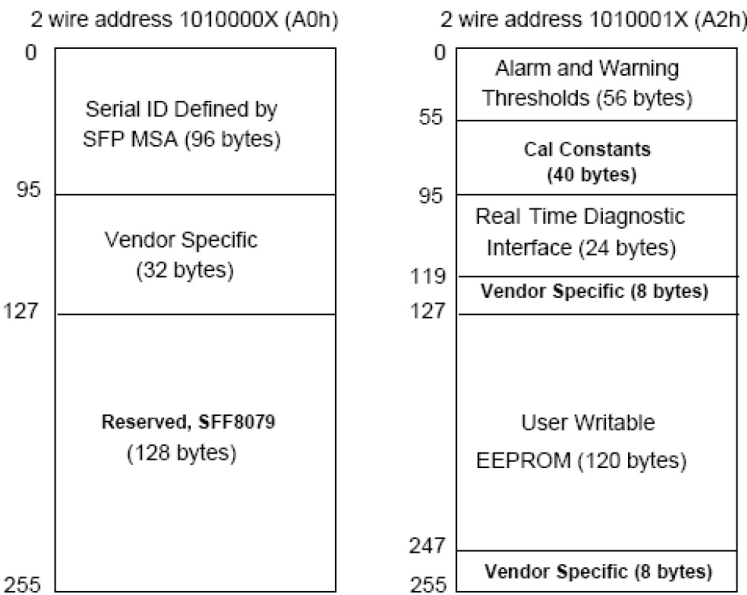 2 wire address 1010000X (A0h)
0
Serial ID Defined by
SFP MSA (96 bytes)
95
Vendor Specific
(32 bytes)
127
Reserved, SFF8079
(128 bytes)
255
2 wire address 1010001X (A2h)
0
Alarm and Warning
Thresholds (56 bytes)
55
Cal Constants
(40 bytes)
95
Real Time Diagnostic
Interface (24 bytes)
119
Vendor Specific (8 bytes)
127
User Writable
EEPROM (120 bytes)
247
Vendor Specific (8 bytes)
255